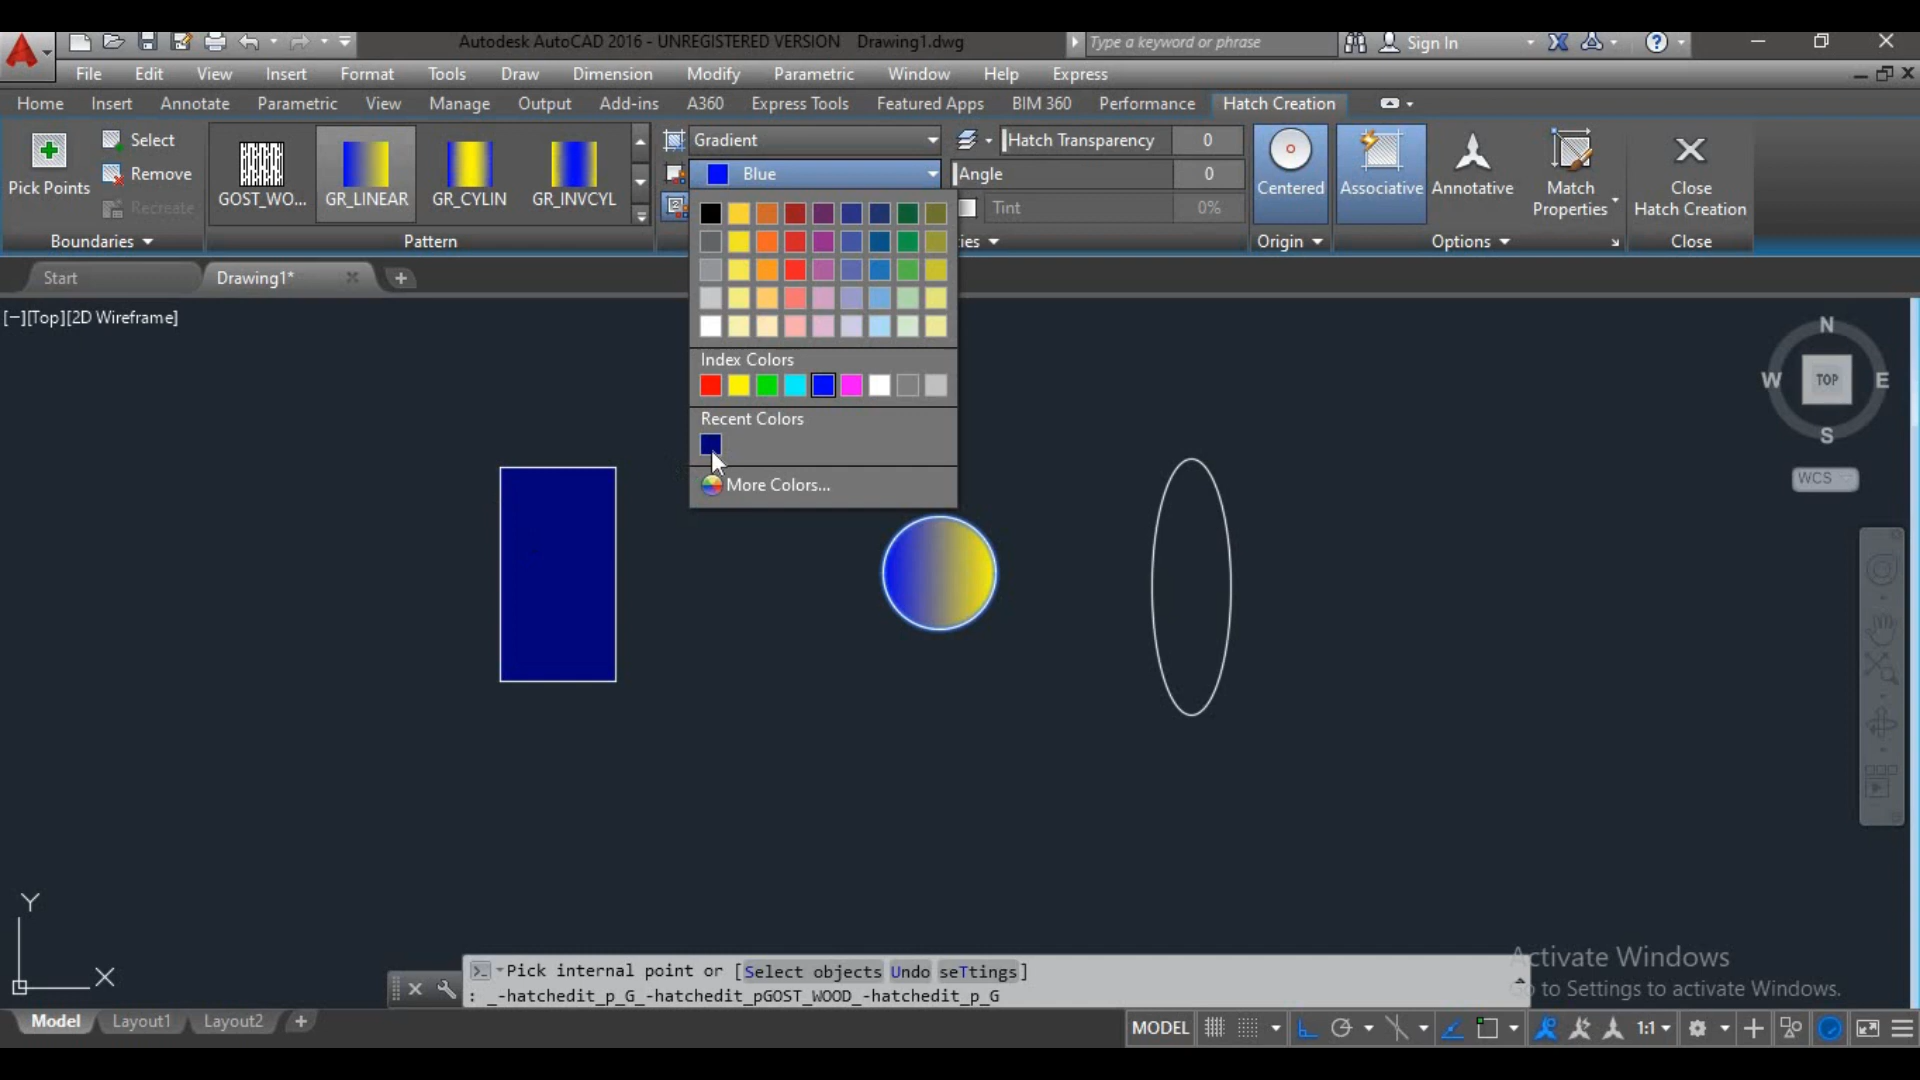 Autodesk AutoCAD 2016 - UNREGISTERED VERSION Drawing1.dwg
Type a keyword or phrase
Sign In
File Edit View Insert Format Tools Draw Dimension Modify Parametric Window Help Express
Home Insert Annotate Parametric View Manage Output Add-ins A360 Express Tools Featured Apps BIM 360 Performance Hatch Creation
Pick Points
Select
Remove
Recreate
Boundaries
GOST_WO...
GR_LINEAR
GR_CYLIN
GR_INVCYL
Pattern
Gradient
Blue
Hatch Transparency 0
Angle 0
Tint 0%
ies
Centered
Origin
Associative
Annotative
Match
Properties
Options
Close
Hatch Creation
Close
Start
Drawing1*
[−][Top][2D Wireframe]
Index Colors
Recent Colors
More Colors...
N
W TOP E
S
WCS
Y
X
Pick internal point or [Select objects Undo seTtings]
: _-hatchedit_p_G_-hatchedit_pGOST_WOOD_-hatchedit_p_G
Activate Windows
Go to Settings to activate Windows.
Model Layout1 Layout2
MODEL
1:1